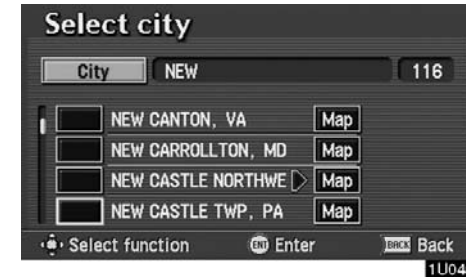 Select city
City NEW 116
NEW CANTON, VA Map
NEW CARROLLTON, MD Map
NEW CASTLE NORTHWE Map
NEW CASTLE TWP, PA Map
Select function ENT Enter BACK Back
1U04